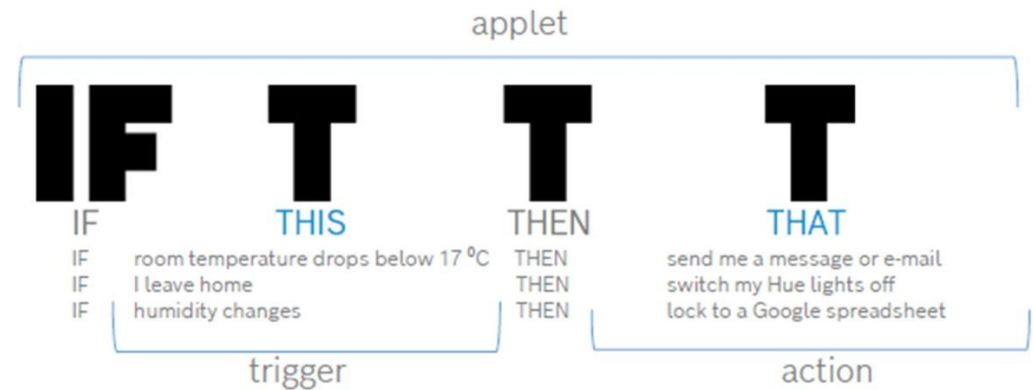 applet
IF T T T
IF THIS THEN THAT
IF room temperature drops below 17 ⁰C THEN send me a message or e-mail
IF I leave home THEN switch my Hue lights off
IF humidity changes THEN lock to a Google spreadsheet
trigger action